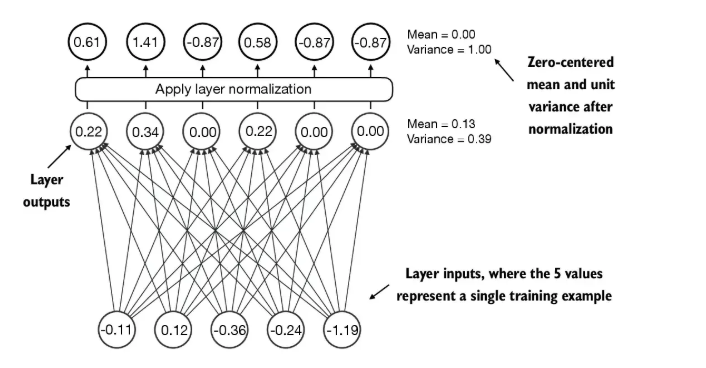 0.61 1.41 -0.87 0.58 -0.87 -0.87
Mean = 0.00
Variance = 1.00
Zero-centered
mean and unit
variance after
normalization
Apply layer normalization
0.22 0.34 0.00 0.22 0.00 0.00
Mean = 0.13
Variance = 0.39
Layer
outputs
Layer inputs, where the 5 values
represent a single training example
-0.11 0.12 -0.36 -0.24 -1.19